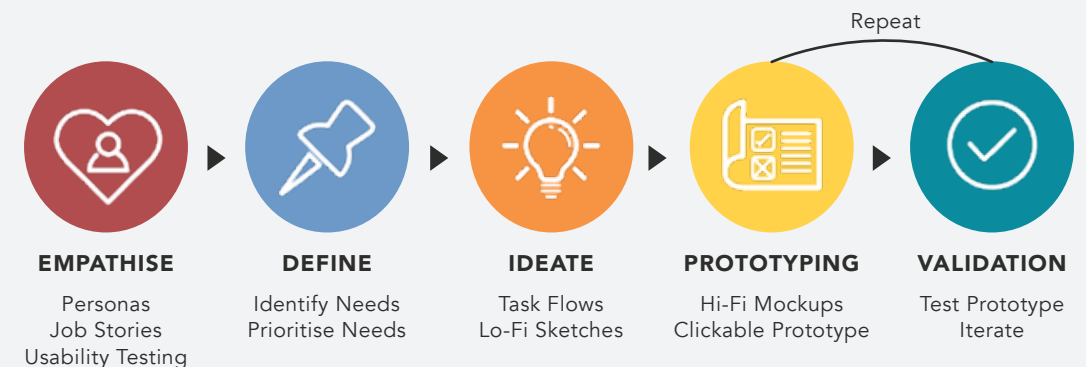 Repeat
EMPATHISE
Personas
Job Stories
Usability Testing
DEFINE
Identify Needs
Prioritise Needs
IDEATE
Task Flows
Lo-Fi Sketches
PROTOTYPING
Hi-Fi Mockups
Clickable Prototype
VALIDATION
Test Prototype
Iterate